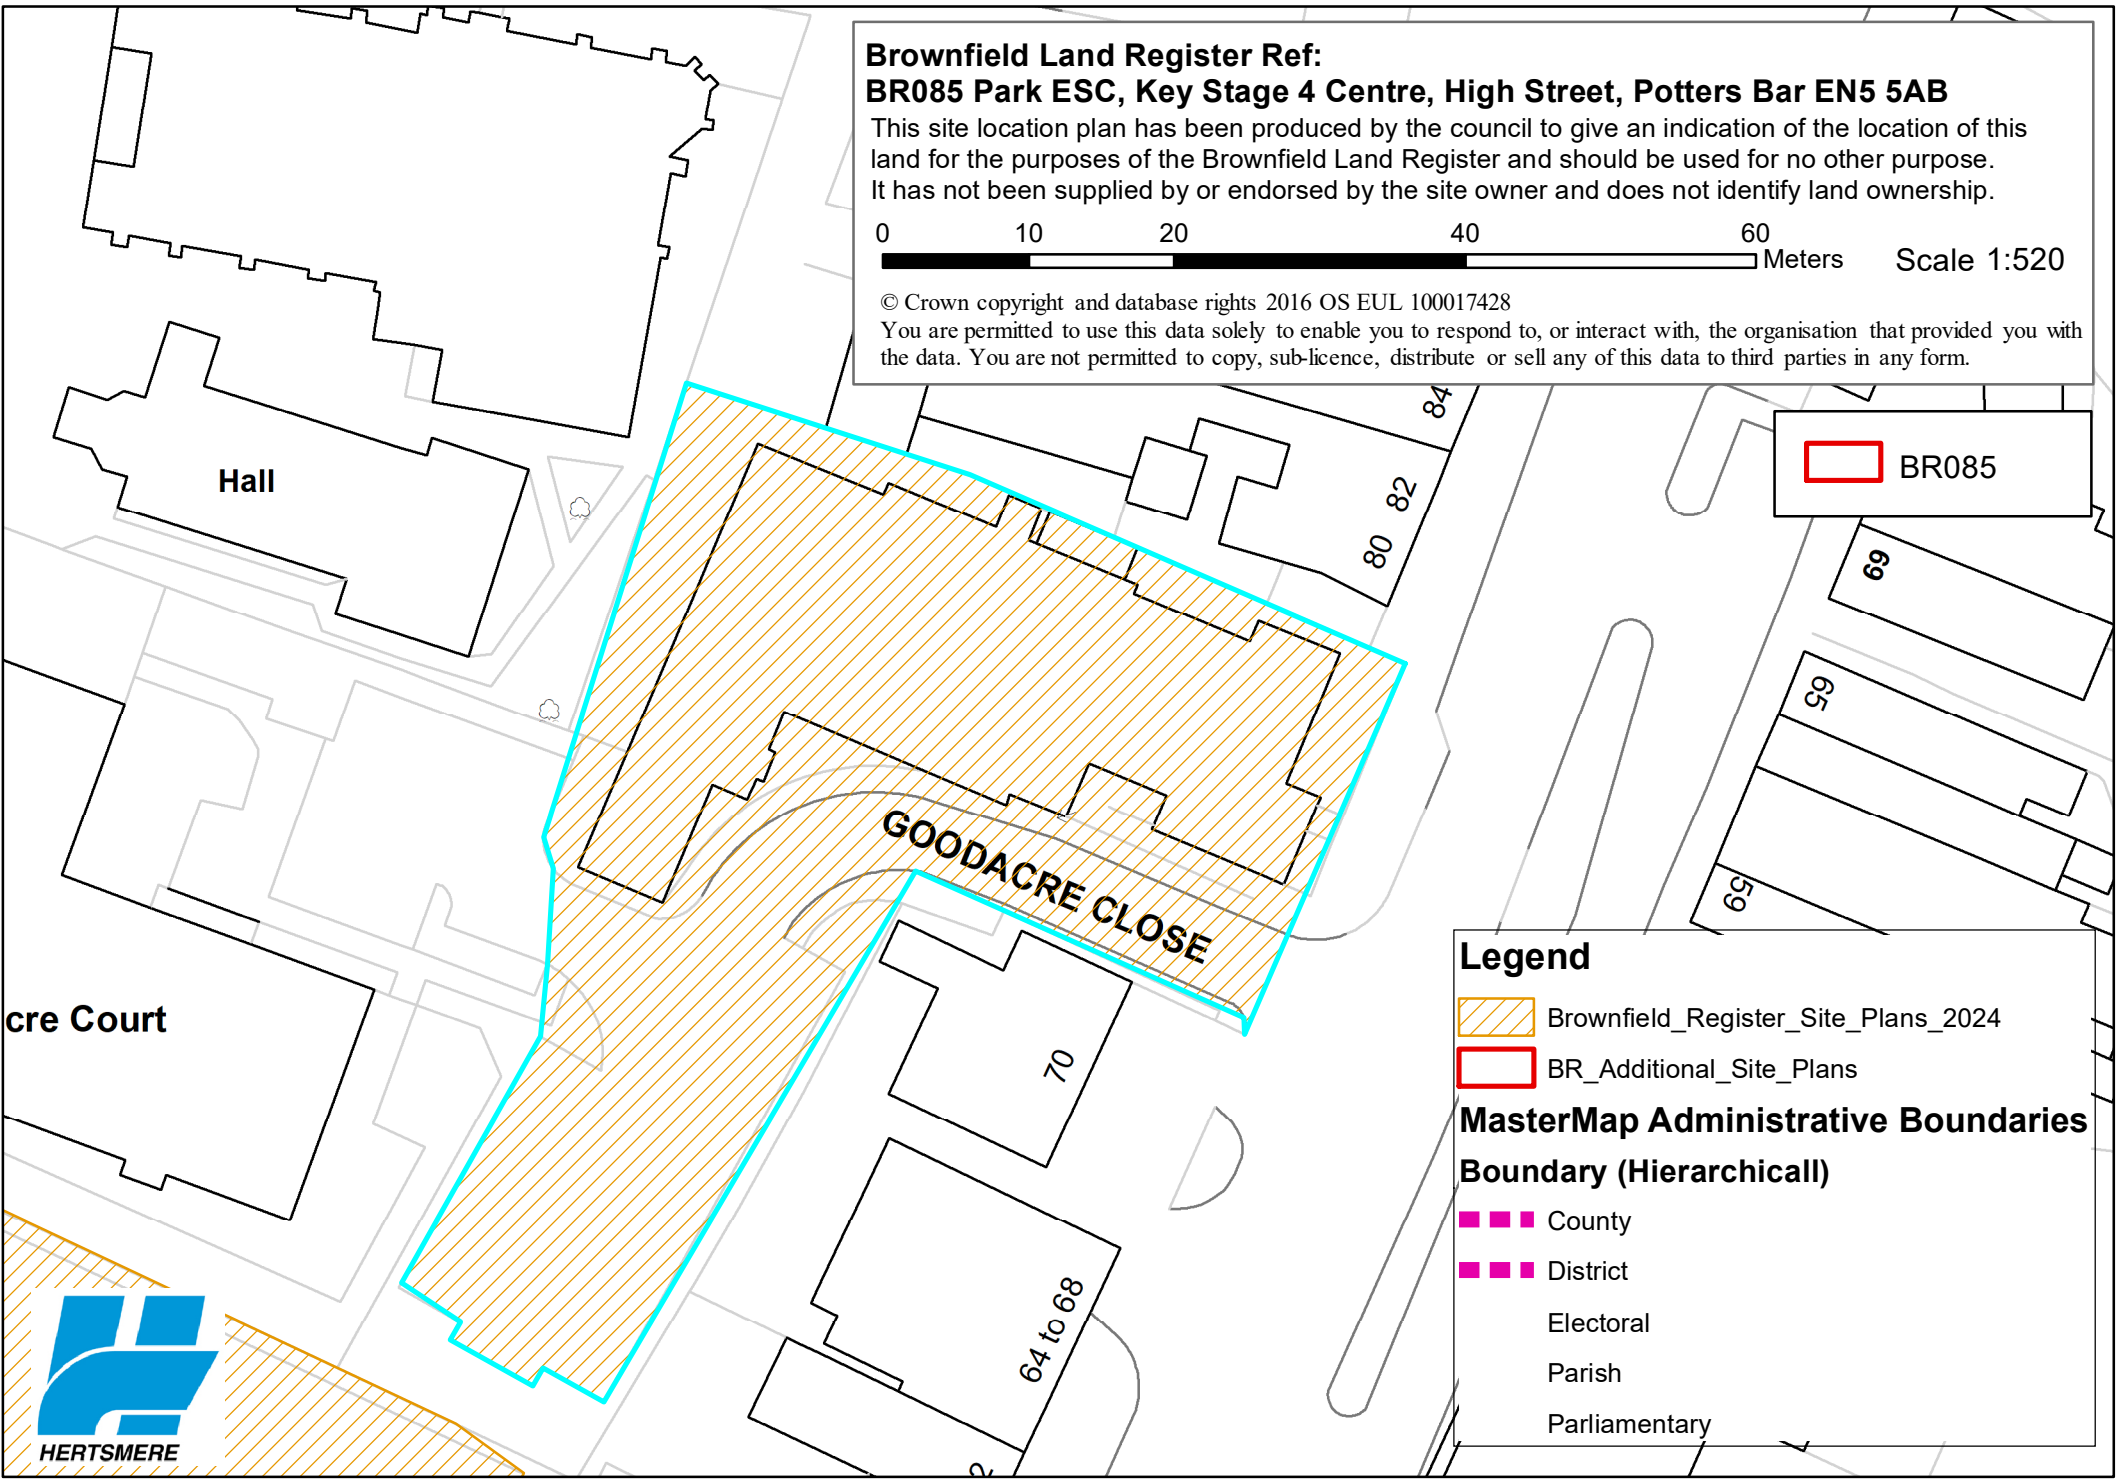 Brownfield Land Register Ref:
BR085 Park ESC, Key Stage 4 Centre, High Street, Potters Bar EN5 5AB
This site location plan has been produced by the council to give an indication of the location of this
land for the purposes of the Brownfield Land Register and should be used for no other purpose.
It has not been supplied by or endorsed by the site owner and does not identify land ownership.
0 10 20 40 60
Meters Scale 1:520
© Crown copyright and database rights 2016 OS EUL 100017428
You are permitted to use this data solely to enable you to respond to, or interact with, the organisation that provided you with
the data. You are not permitted to copy, sub-licence, distribute or sell any of this data to third parties in any form.
BR085
84
82
80
69
65
59
Hall
GOODACRE CLOSE
70
64 to 68
2
cre Court
Legend
Brownfield_Register_Site_Plans_2024
BR_Additional_Site_Plans
MasterMap Administrative Boundaries
Boundary (Hierarchicall)
County
District
Electoral
Parish
Parliamentary
HERTSMERE